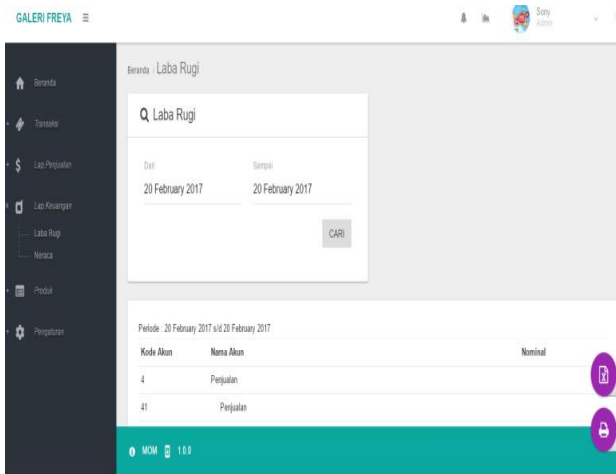 GALERI FREYA
Sony
Admin
Beranda
Transaksi
Lap.Penjualan
Lap.Keuangan
Laba Rugi
Neraca
Produk
Pengaturan
Beranda / Laba Rugi
Laba Rugi
Dari Sampai
20 February 2017 20 February 2017
CARI
Periode : 20 February 2017 s/d 20 February 2017
Kode Akun Nama Akun Nominal
4 Penjualan
41 Penjualan
MOM 1.0.0